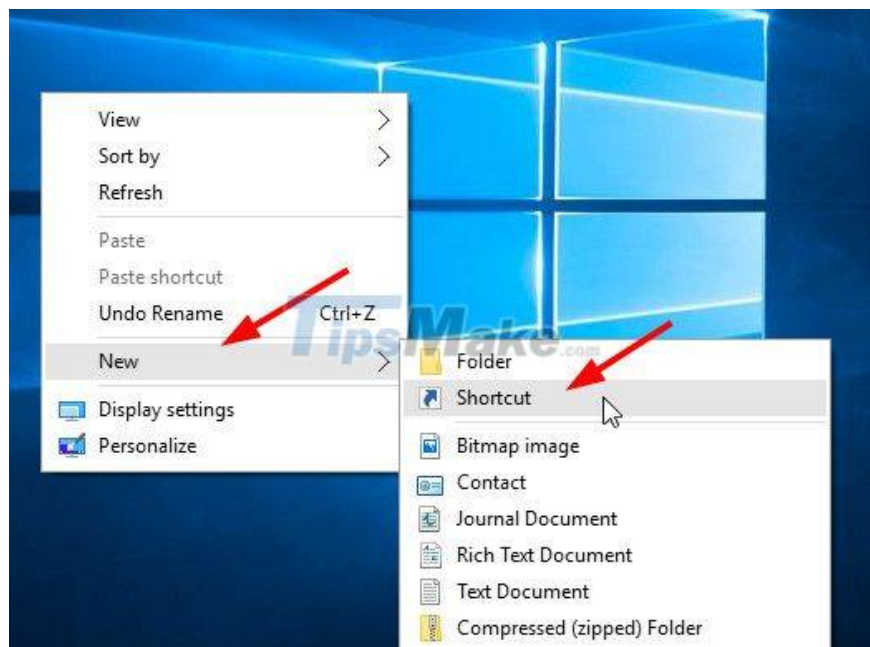 View
Sort by
Refresh
Paste
Paste shortcut
Undo Rename Ctrl+Z
TipsMake.com
New
Folder
Shortcut
Display settings
Personalize
Bitmap image
Contact
Journal Document
Rich Text Document
Text Document
Compressed (zipped) Folder